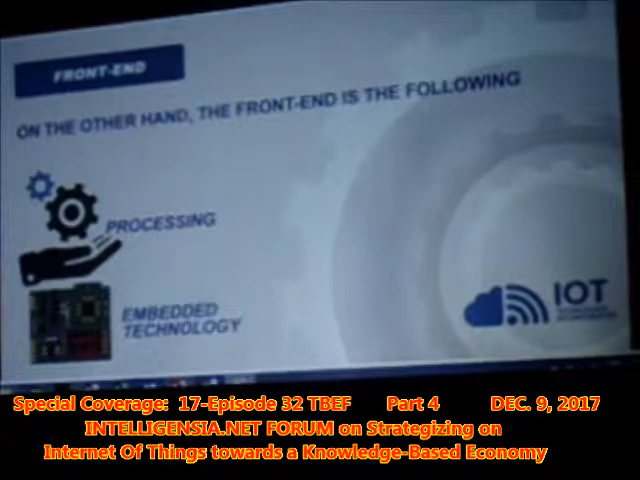 FRONT-END
ON THE OTHER HAND, THE FRONT-END IS THE FOLLOWING
PROCESSING
EMBEDDED
TECHNOLOGY
IOT
Special Coverage: 17-Episode 32 TBEF Part 4 DEC. 9, 2017
INTELLIGENSIA.NET FORUM on Strategizing on
Internet Of Things towards a Knowledge-Based Economy